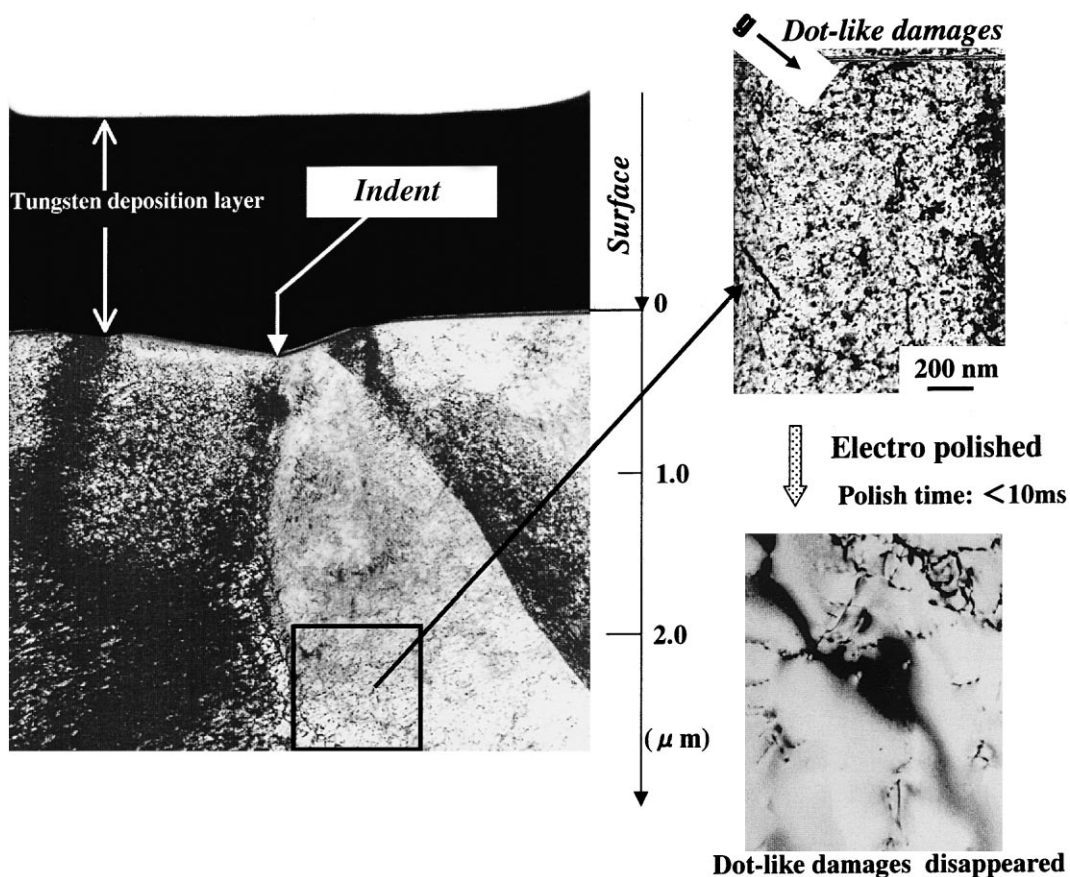 Dot-like damages
g
Tungsten deposition layer
Indent
Surface
0
1.0
2.0
(μm)
200 nm
Electro polished
Polish time: <10ms
Dot-like damages disappeared